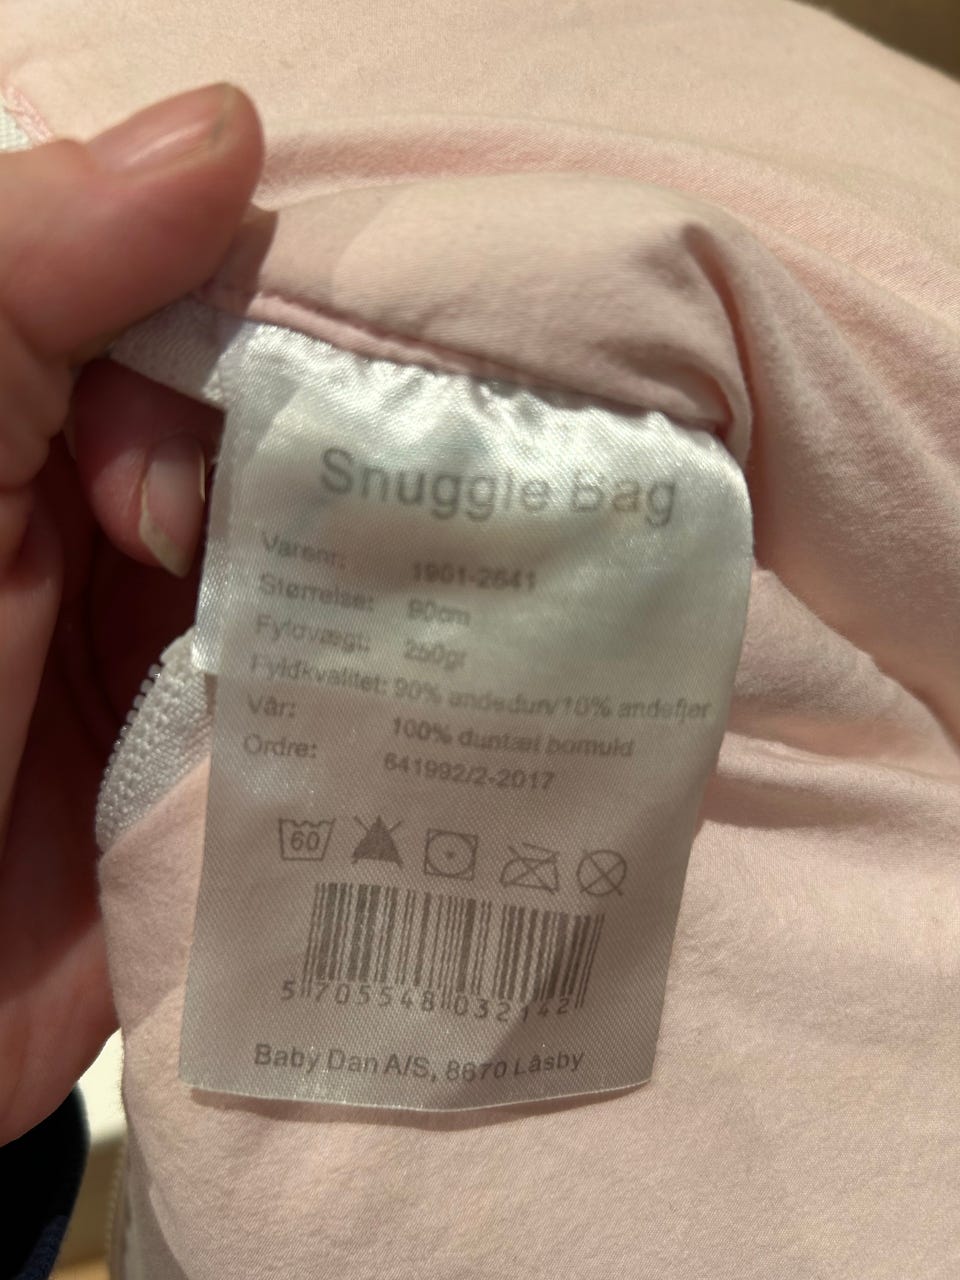 Snuggle Bag
Varenr: 1901-2641
Størrelse: 90cm
Fyldvægt: 250gr
Fyldkvalitet: 90% andedun/10% andefjer
Vår: 100% duntæt bomuld
Ordre: 641992/2-2017
60
5 705548 032142
Baby Dan A/S, 8670 Låsby